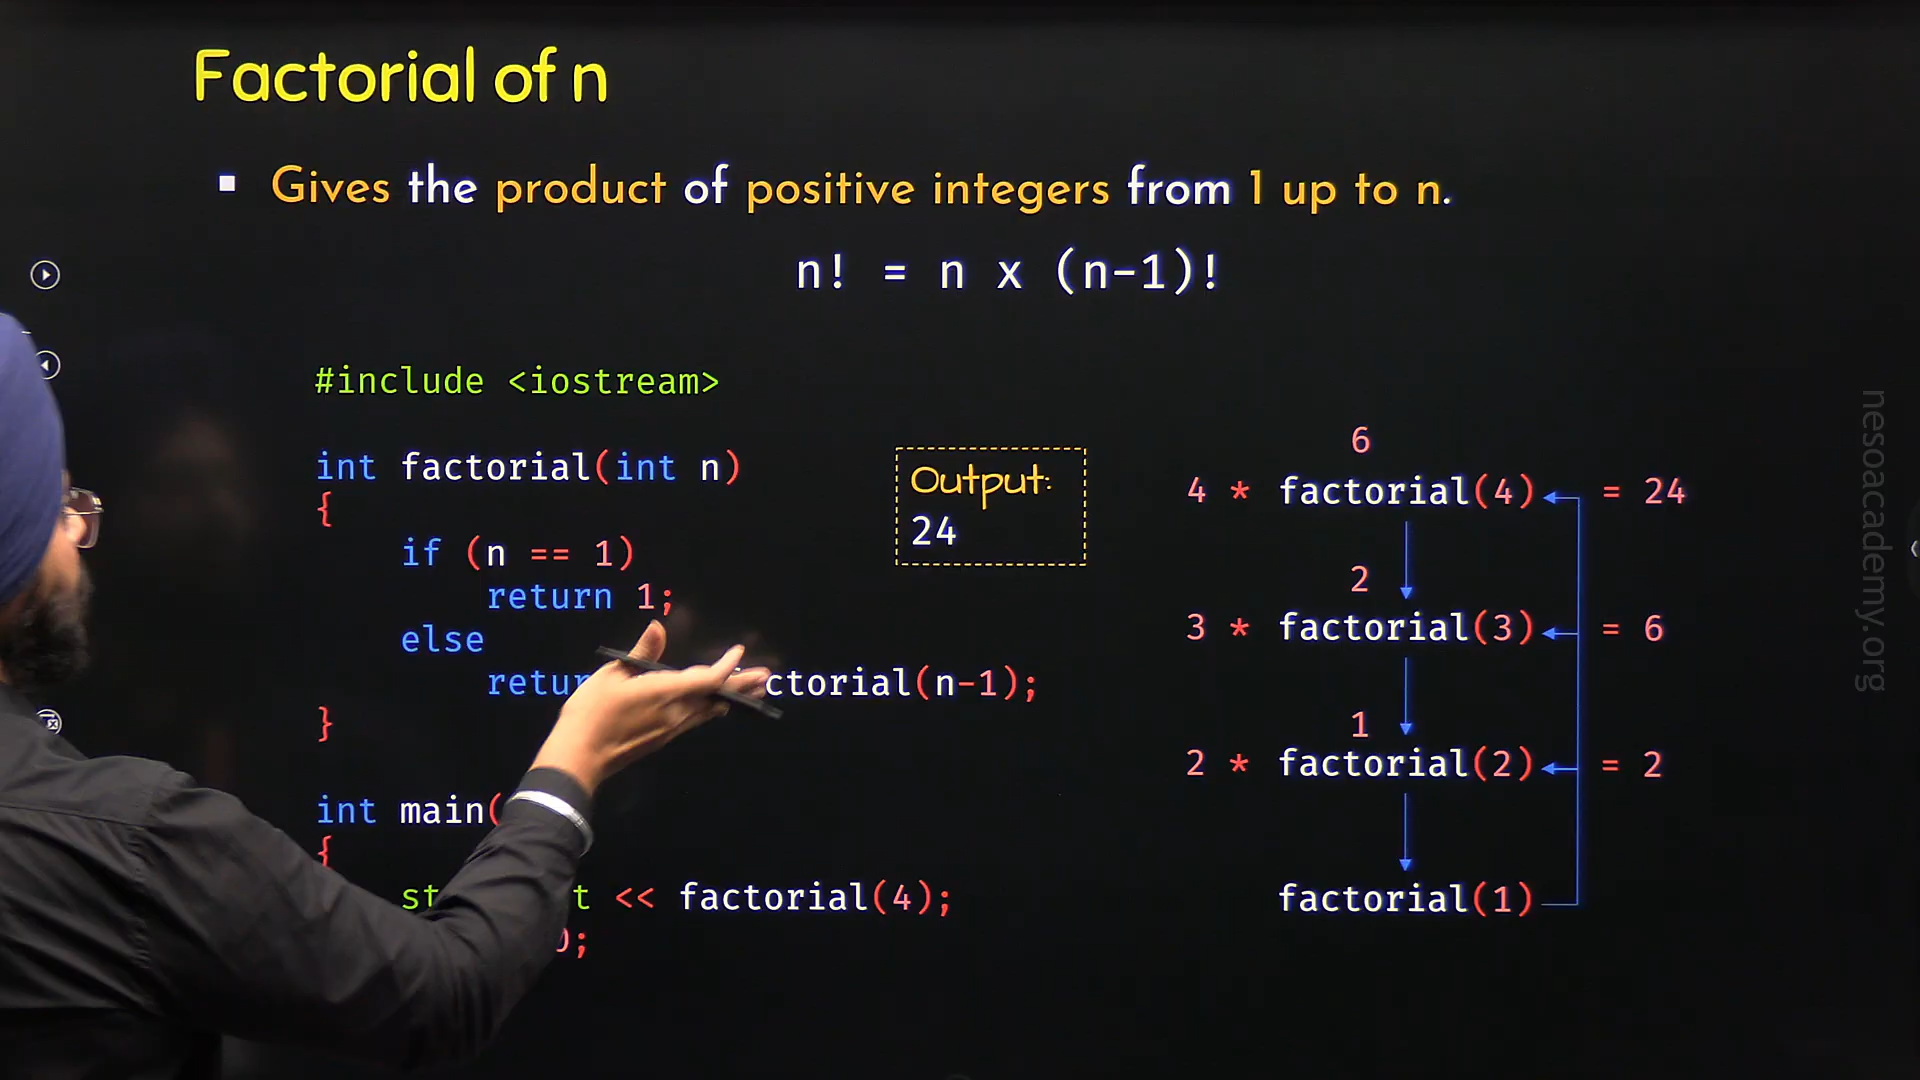 Factorial of n
▪ Gives the product of positive integers from 1 up to n.
n! = n x (n-1)!
#include <iostream>
int factorial(int n)
{
if (n == 1)
return 1;
else
ctorial(n-1);
}
int main(
{
<< factorial(4);
;
Output:
24
6
4 * factorial(4) = 24
2
3 * factorial(3) = 6
1
2 * factorial(2) = 2
factorial(1)
nesoacademy.org